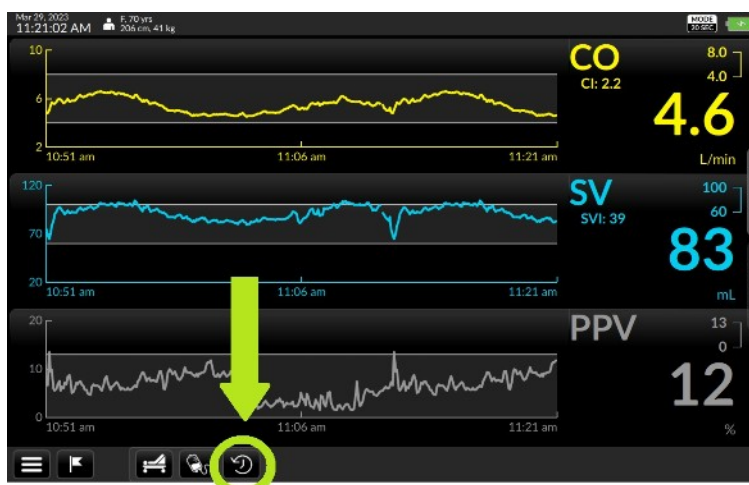 Mar 29, 2023
11:21:02 AM
F, 70 yrs
206 cm, 41 kg
MODE
20 SEC
10
6
2
10:51 am
11:06 am
11:21 am
CO
CI: 2.2
8.0
4.0
4.6
L/min
120
70
20
10:51 am
11:06 am
11:21 am
SV
SVI: 39
100
60
83
mL
20
10
0
10:51 am
11:06 am
11:21 am
PPV
13
0
12
%